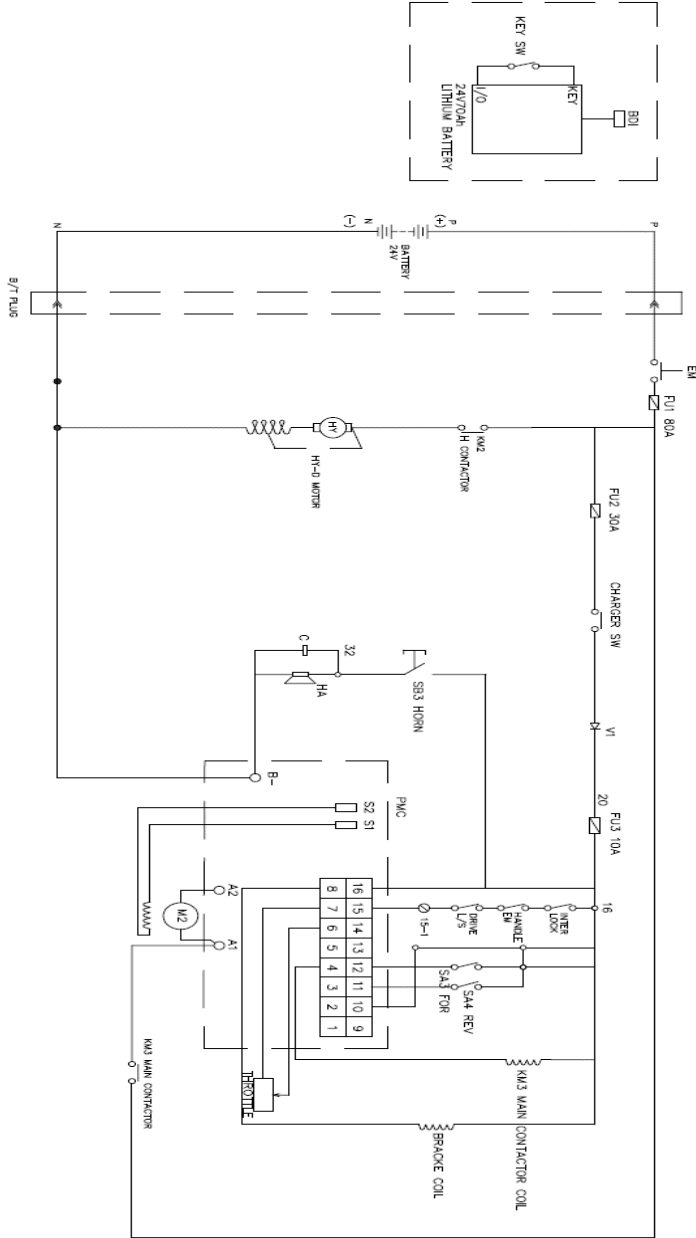 KEY SW
I/O
KEY
24V70Ah
LITHIUM BATTERY
BDI
N
(-)
N
P
(+)
BATTERY
24V
P
B/T PLUG
EM
FU1 80A
HY
HY-D MOTOR
KM2
H CONTACTOR
FU2 30A
CHARGER SW
C
32
HA
SB3 HORN
V1
B-
PMC
S2
S1
20
FU3 10A
A2
A1
M2
8
16
7
15
6
14
5
13
4
12
3
11
2
10
1
9
15-1
DRIVE
L/S
HANDLE
EM
INTER
LOCK
16
SA3 FOR
SA4 REV
THROTTLE
KM3 MAIN CONTACTOR
KM3 MAIN CONTACTOR COIL
BRACKE COIL